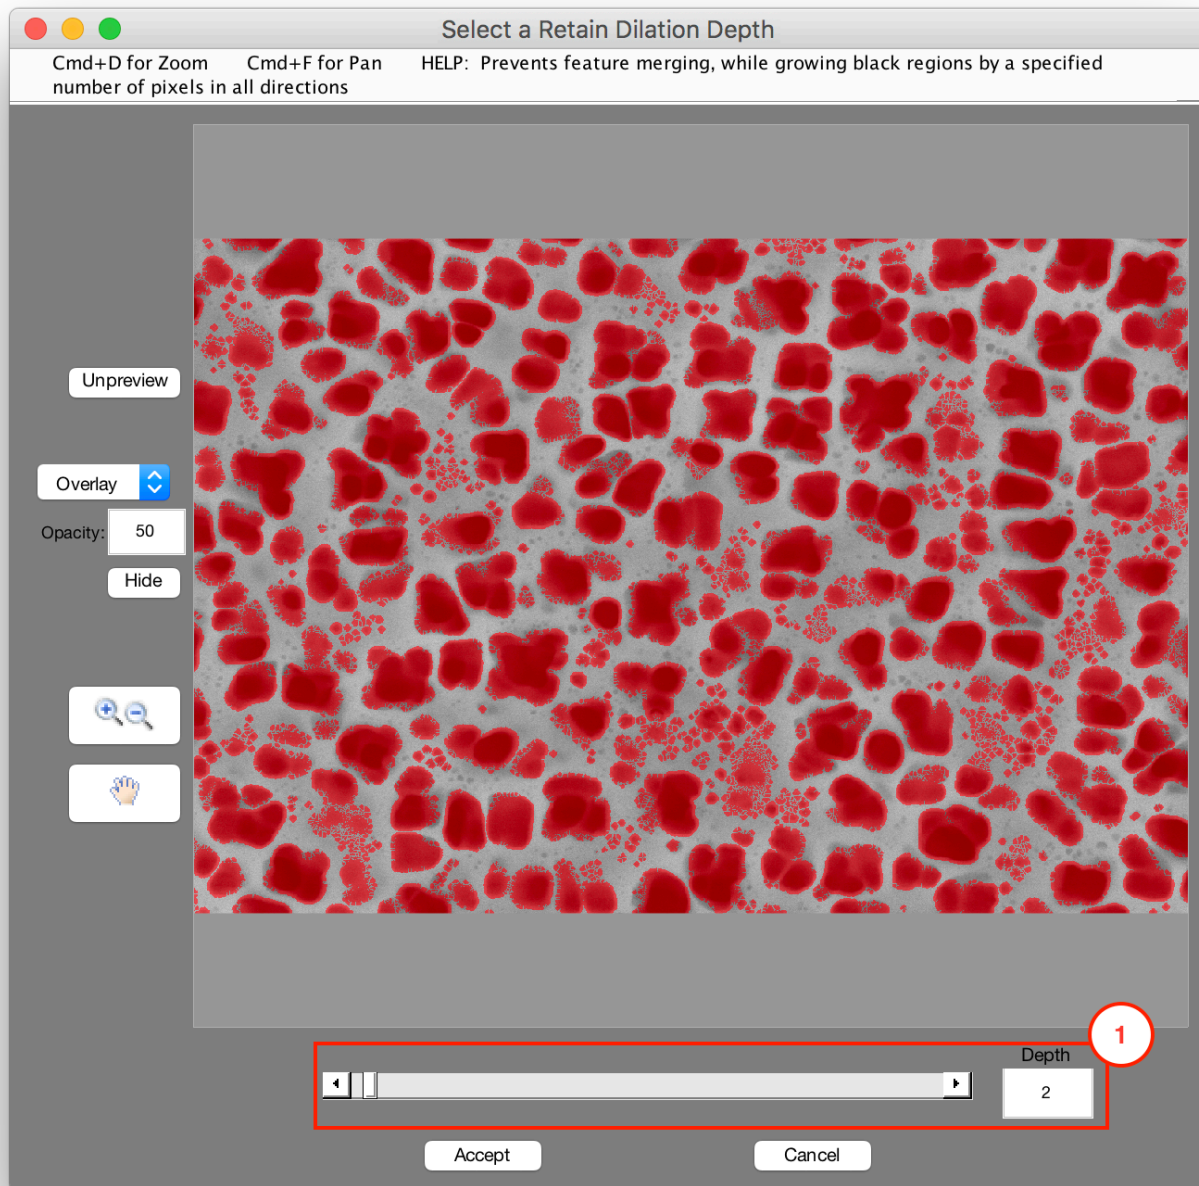 Select a Retain Dilation Depth
Cmd+D for Zoom Cmd+F for Pan HELP: Prevents feature merging, while growing black regions by a specified
number of pixels in all directions
Unpreview
Overlay
Opacity: 50
Hide
1
Depth
2
Accept Cancel